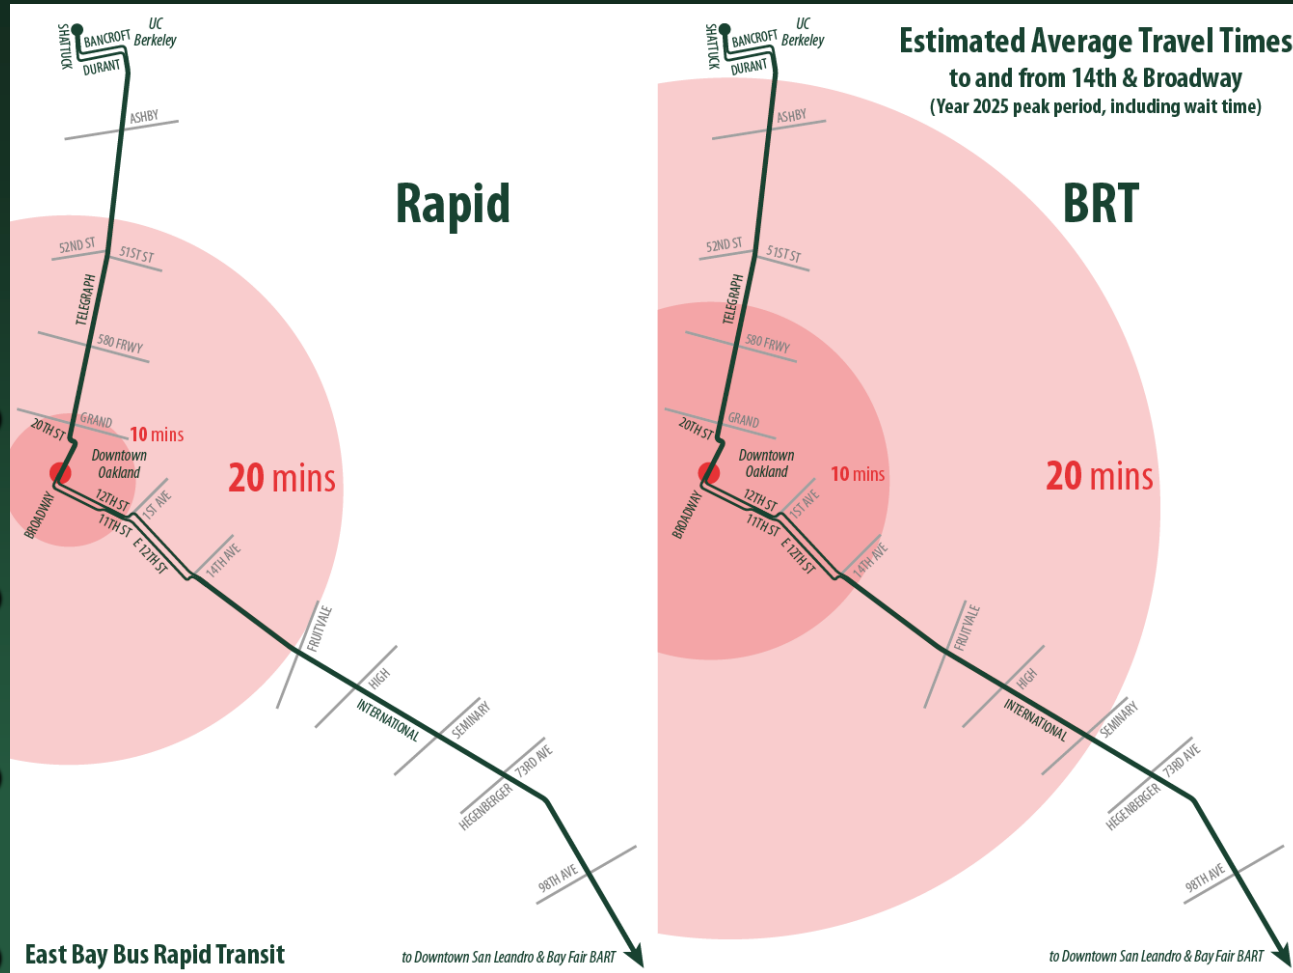 SHATTUCK
BANCROFT
DURANT
UC
Berkeley
ASHBY
Rapid
52ND ST
51ST ST
TELEGRAPH
580 FRWY
GRAND
20TH ST
10 mins
Downtown
Oakland
20 mins
BROADWAY
12TH ST
11TH ST
1ST AVE
E 12TH ST
14TH AVE
FRUITVALE
HIGH
INTERNATIONAL
SEMINARY
73RD AVE
HEGENBERGER
98TH AVE
East Bay Bus Rapid Transit
to Downtown San Leandro & Bay Fair BART
Estimated Average Travel Times
to and from 14th & Broadway
(Year 2025 peak period, including wait time)
SHATTUCK
BANCROFT
DURANT
UC
Berkeley
ASHBY
BRT
52ND ST
51ST ST
TELEGRAPH
580 FRWY
GRAND
20TH ST
Downtown
Oakland
10 mins
20 mins
BROADWAY
12TH ST
11TH ST
1ST AVE
E 12TH ST
14TH AVE
FRUITVALE
HIGH
INTERNATIONAL
SEMINARY
73RD AVE
HEGENBERGER
98TH AVE
to Downtown San Leandro & Bay Fair BART